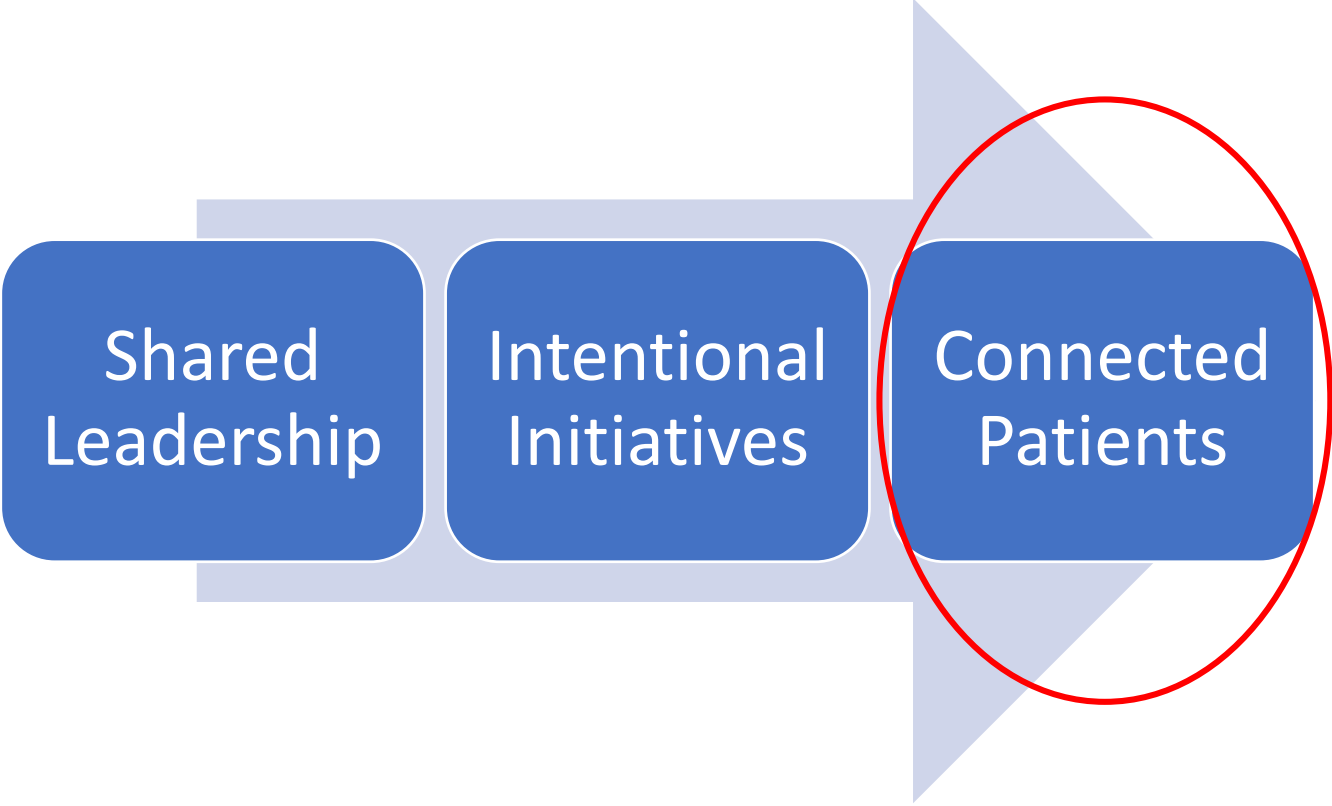 Shared
Leadership
Intentional
Initiatives
Connected
Patients